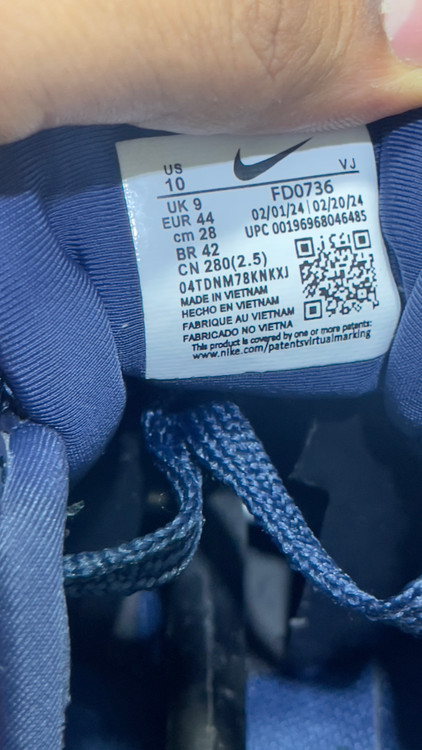 US
10
VJ
UK 9
FD0736
EUR 44
02/01/24 | 02/20/24
cm 28
UPC 00196968046485
BR 42
CN 280(2.5)
04TDNM78KNKXJ
MADE IN VIETNAM
HECHO EN VIETNAM
FABRIQUE AU VIETNAM
FABRICADO NO VIETNA
This product is covered by one or more patents:
www.nike.com/patentsvirtualmarking